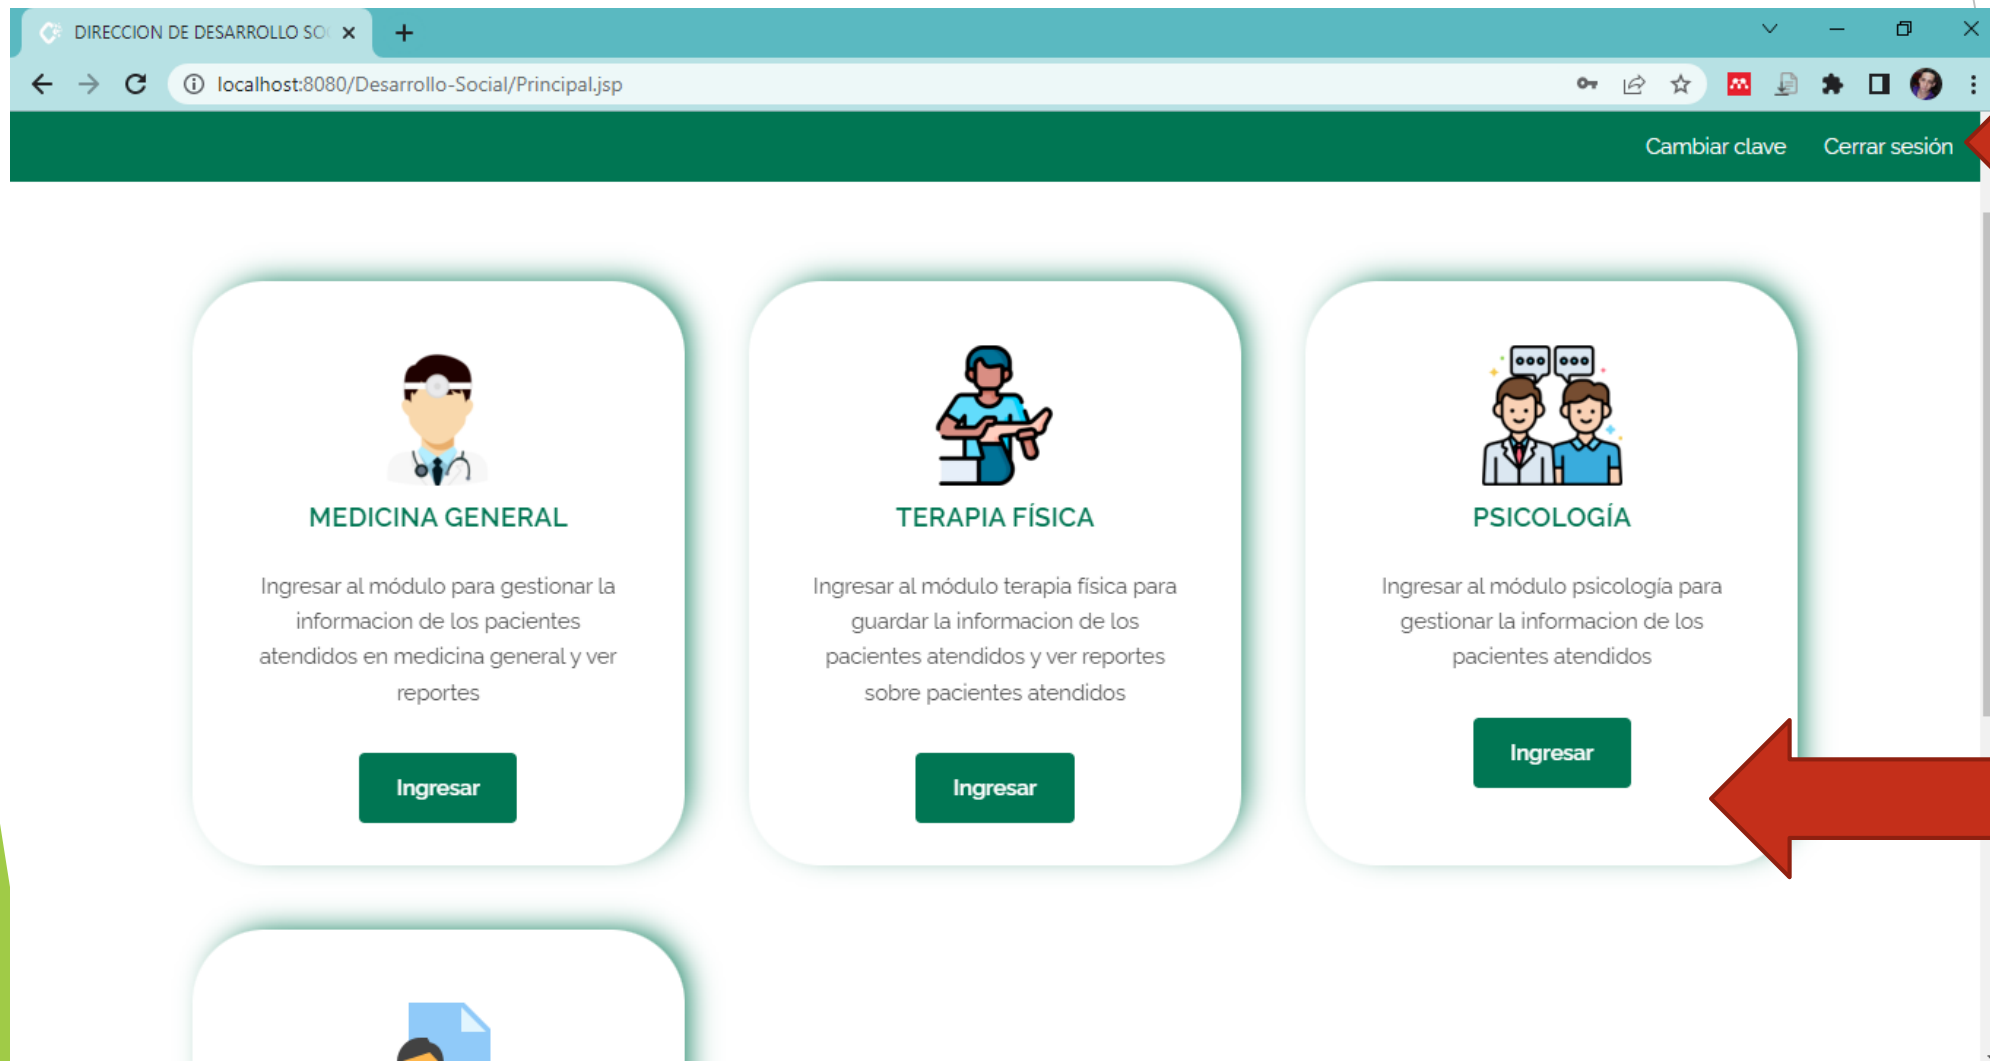 DIRECCION DE DESARROLLO SO
localhost:8080/Desarrollo-Social/Principal.jsp
Cambiar clave
Cerrar sesión
MEDICINA GENERAL
Ingresar al módulo para gestionar la
informacion de los pacientes
atendidos en medicina general y ver
reportes
Ingresar
TERAPIA FÍSICA
Ingresar al módulo terapia física para
guardar la informacion de los
pacientes atendidos y ver reportes
sobre pacientes atendidos
Ingresar
PSICOLOGÍA
Ingresar al módulo psicología para
gestionar la informacion de los
pacientes atendidos
Ingresar